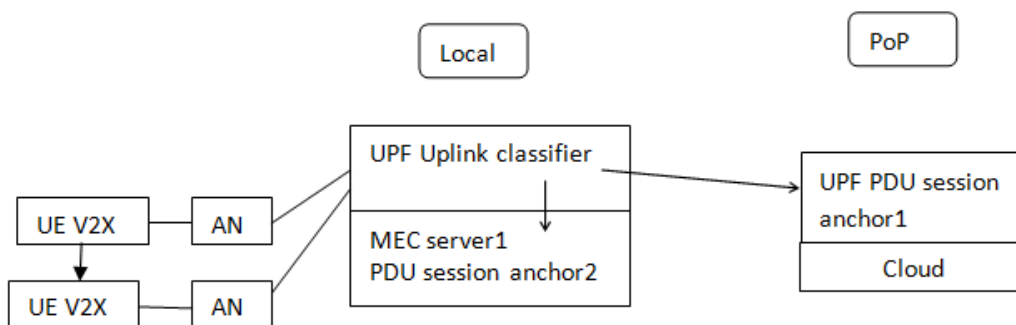 Local
PoP
UPF Uplink classifier
UPF PDU session
anchor1
UE V2X
AN
MEC server1
PDU session anchor2
Cloud
UE V2X
AN